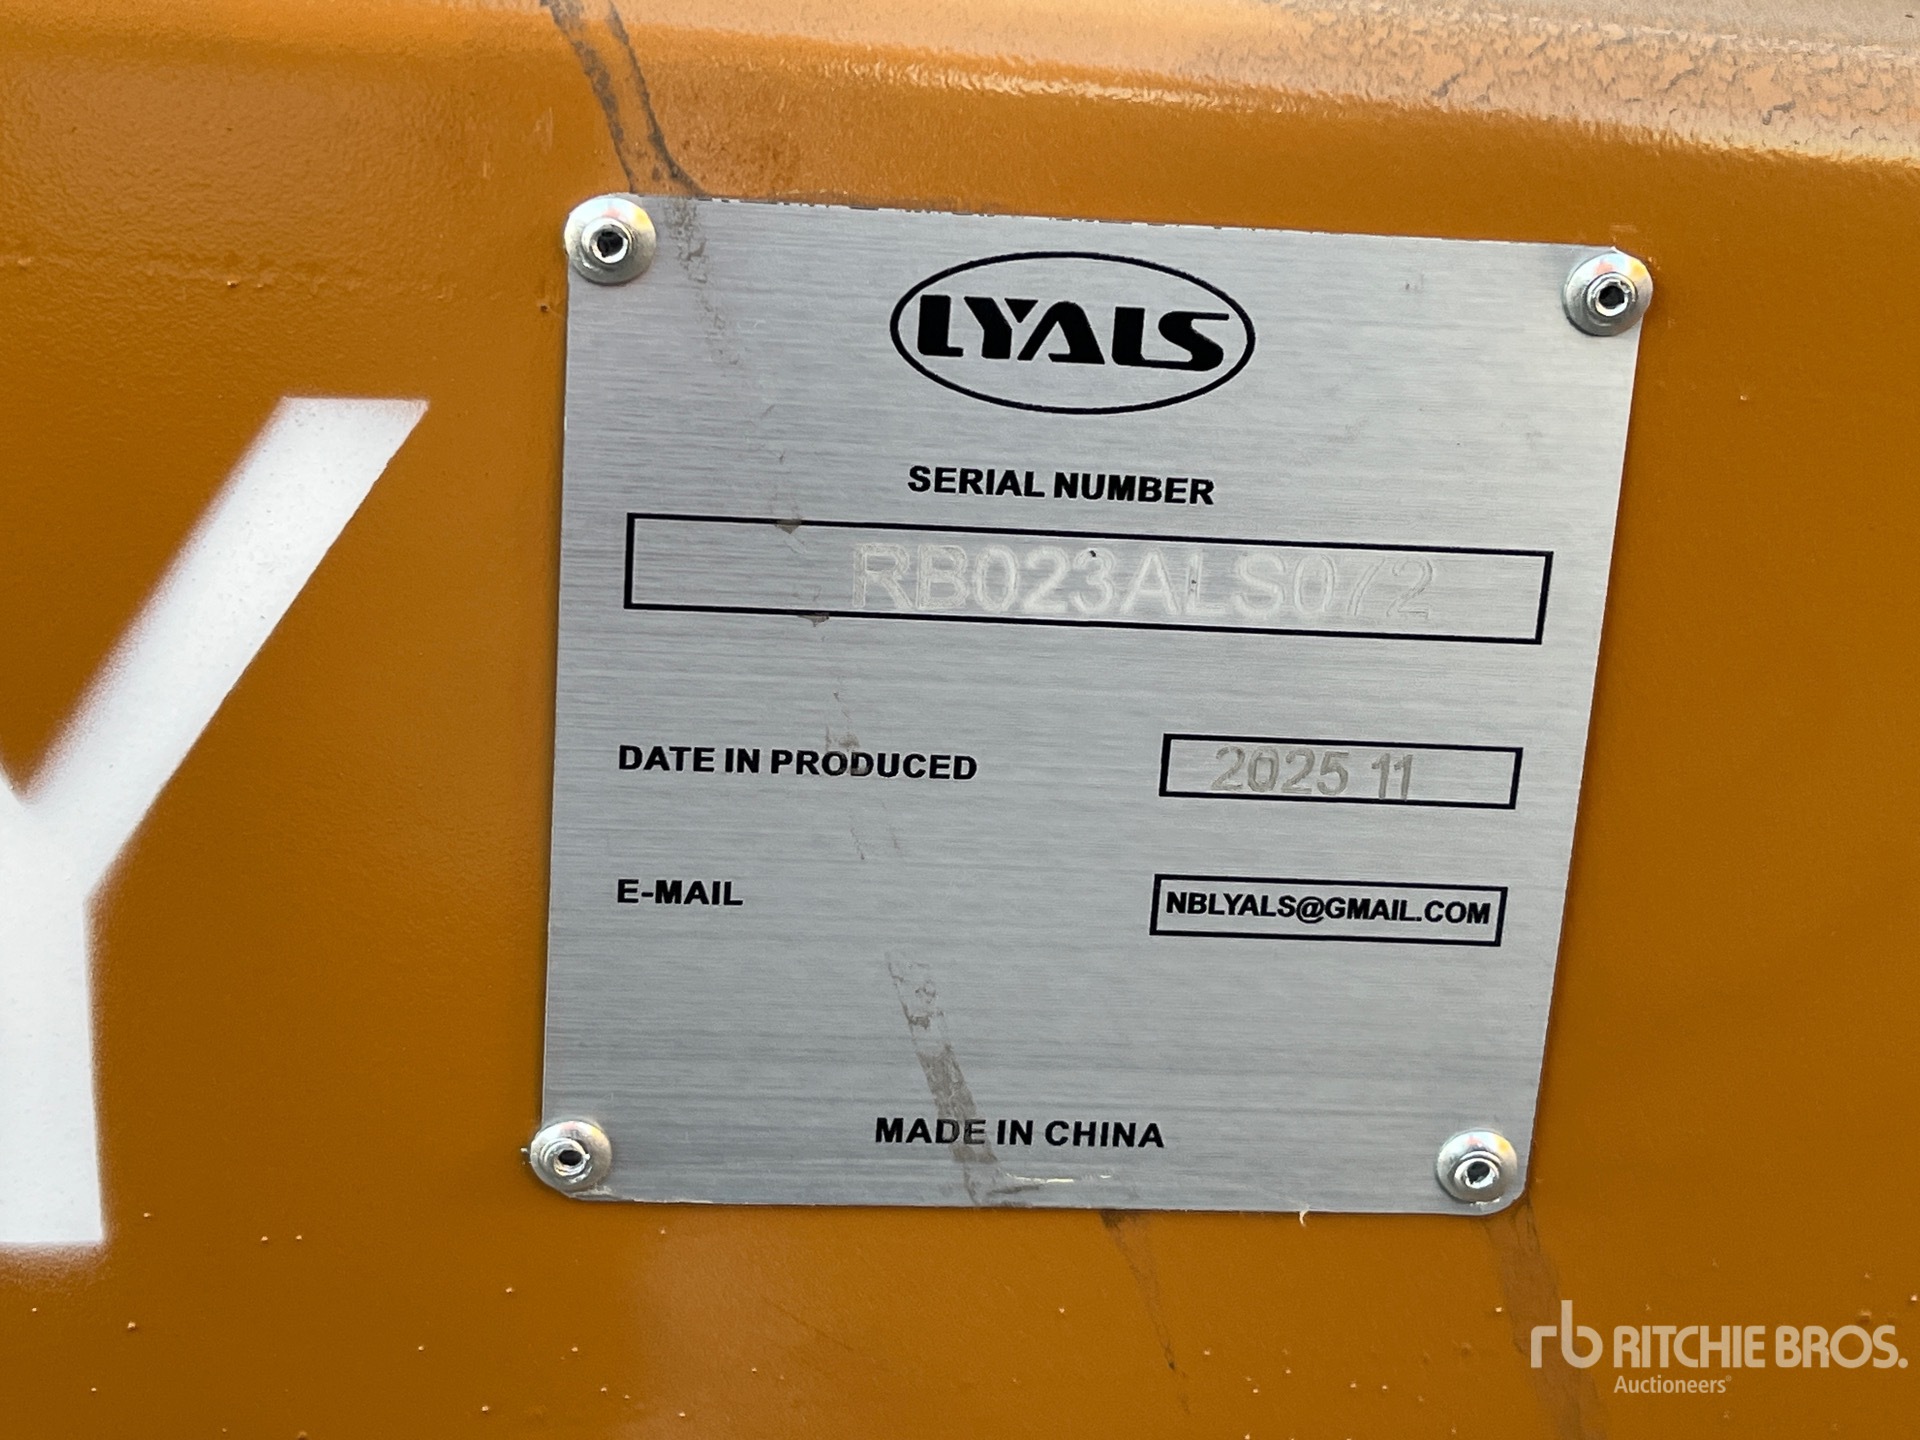 LYALS
SERIAL NUMBER
RB023ALS072
DATE IN PRODUCED 2025 11
E-MAIL NBLYALS@GMAIL.COM
MADE IN CHINA
Y
rb RITCHIE BROS.
Auctioneers